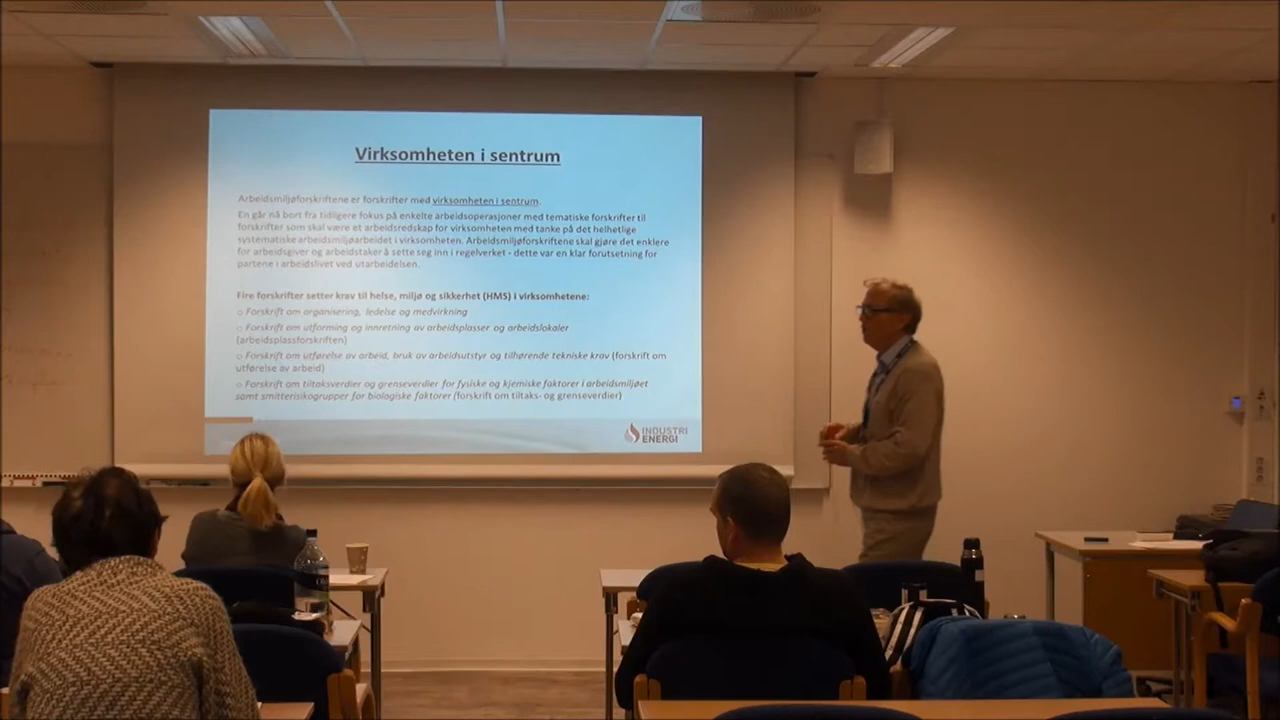 Virksomheten i sentrum
Arbeidsmiljøforskriftene er forskrifter med virksomheten i sentrum.
En går nå bort fra tidligere fokus på enkelte arbeidsoperasjoner med tematiske forskrifter til
forskrifter som skal være et arbeidsredskap for virksomheten med tanke på det helhetlige
systematiske arbeidsmiljøarbeidet i virksomheten. Arbeidsmiljøforskriftene skal gjøre det enklere
for arbeidsgiver og arbeidstaker å sette seg inn i regelverket - dette var en klar forutsetning for
partene i arbeidslivet ved utarbeidelsen.
Fire forskrifter setter krav til helse, miljø og sikkerhet (HMS) i virksomhetene:
o Forskrift om organisering, ledelse og medvirkning
o Forskrift om utforming og innretning av arbeidsplasser og arbeidslokaler
(arbeidsplassforskriften)
o Forskrift om utførelse av arbeid, bruk av arbeidsutstyr og tilhørende tekniske krav (forskrift om
utførelse av arbeid)
o Forskrift om tiltaksverdier og grenseverdier for fysiske og kjemiske faktorer i arbeidsmiljøet
samt smitterisikogrupper for biologiske faktorer (forskrift om tiltaks- og grenseverdier)
INDUSTRI
ENERGI